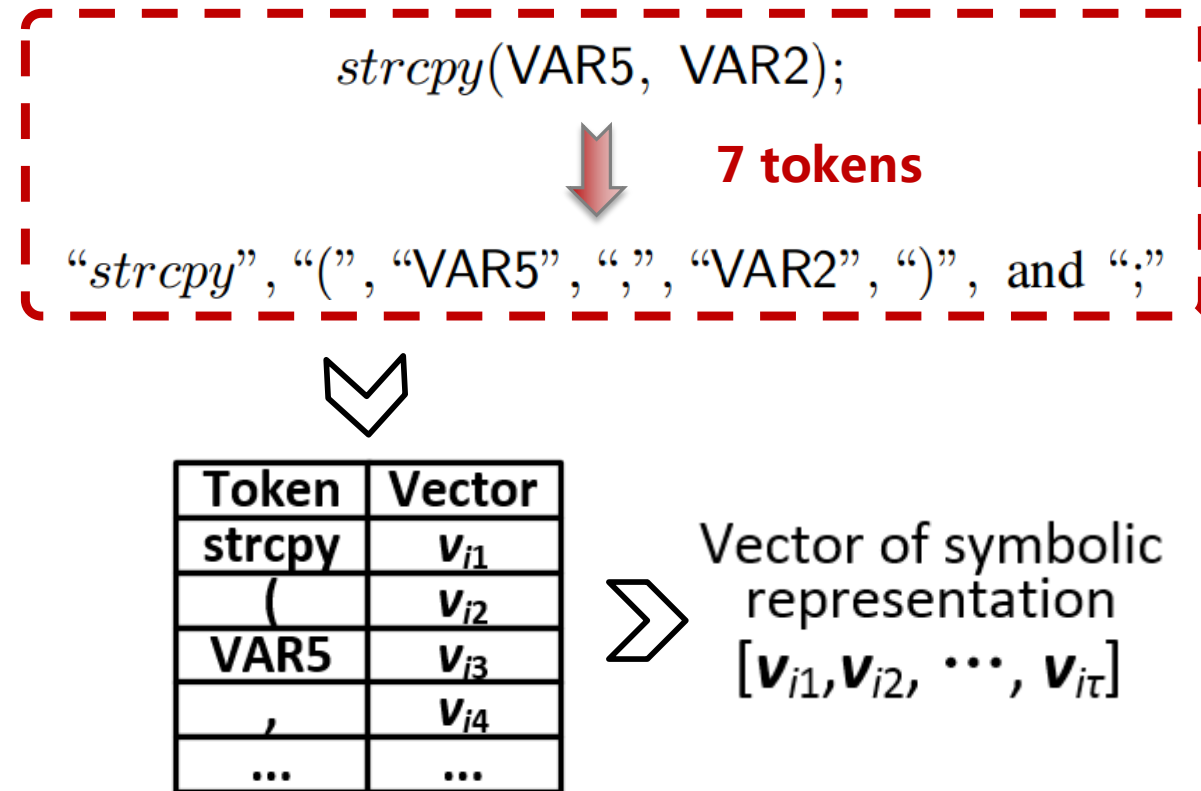 strcpy(VAR5, VAR2);
7 tokens
“strcpy”, “(”, “VAR5”, “,”, “VAR2”, “)”, and “;”
Token Vector
strcpy vi1
( vi2
VAR5 vi3
, vi4
... ...
Vector of symbolic
representation
[vi1,vi2, ···, viτ]